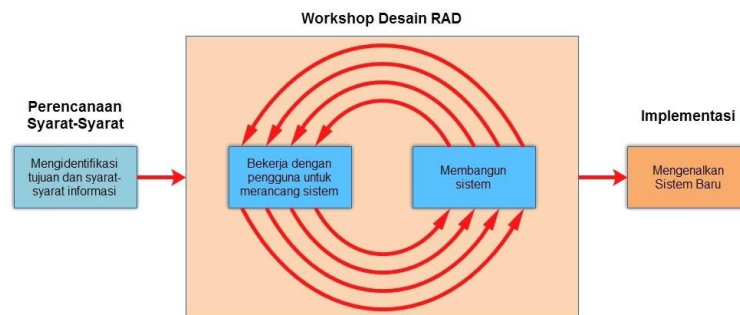 Workshop Desain RAD
Perencanaan
Syarat-Syarat
Mengidentifikasi
tujuan dan syarat-
syarat informasi
Bekerja dengan
pengguna untuk
merancang sistem
Membangun
sistem
Implementasi
Mengenalkan
Sistem Baru